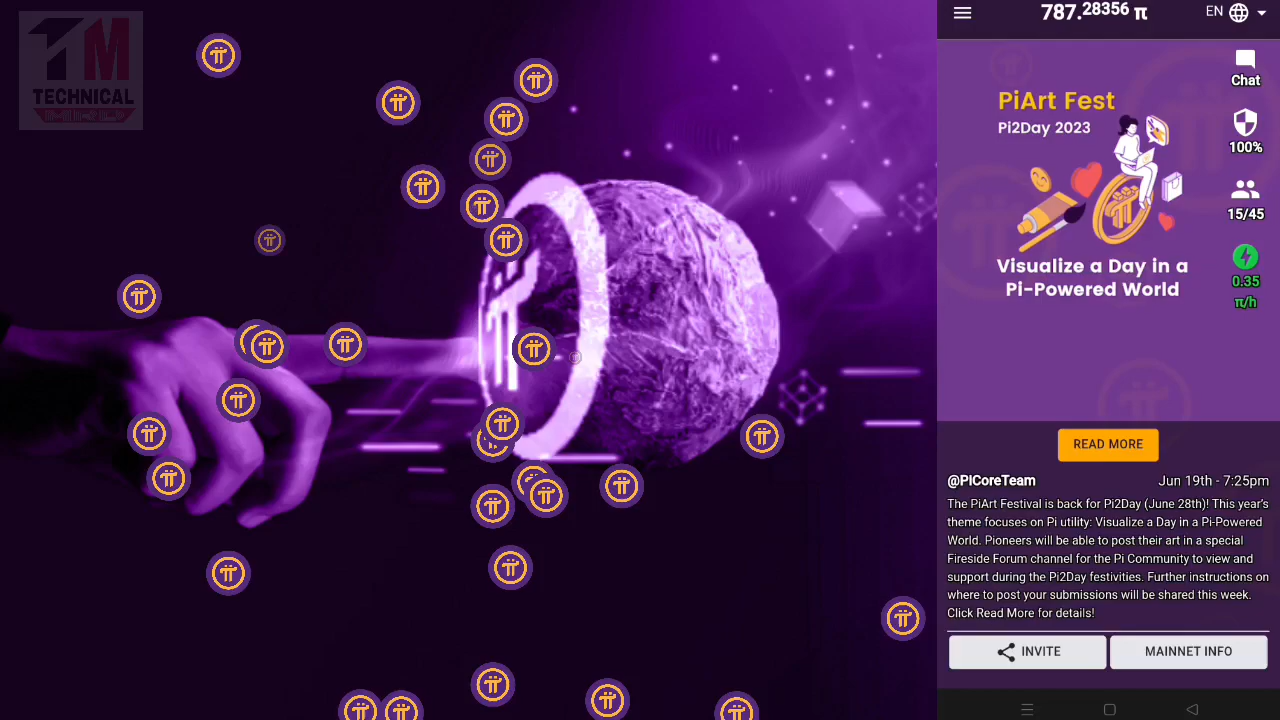 TM
TECHNICAL
787.28356 π
EN
PiArt Fest
Pi2Day 2023
Visualize a Day in a
Pi-Powered World
Chat
100%
15/45
0.35
π/h
READ MORE
@PiCoreTeam
Jun 19th - 7:25pm
The PiArt Festival is back for Pi2Day (June 28th)! This year's
theme focuses on Pi utility: Visualize a Day in a Pi-Powered
World. Pioneers will be able to post their art in a special
Fireside Forum channel for the Pi Community to view and
support during the Pi2Day festivities. Further instructions on
where to post your submissions will be shared this week.
Click Read More for details!
INVITE
MAINNET INFO